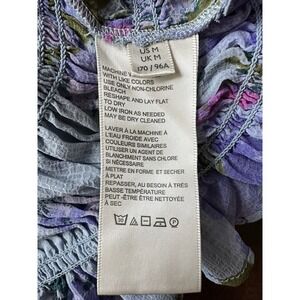 US M
UK M
170 / 96A
MACHINE
WITH LIKE COLORS
USE ONLY NON-CHLORINE
BLEACH
RESHAPE AND LAY FLAT
TO DRY
LOW IRON AS NEEDED
MAY BE DRY CLEANED
LAVER À LA MACHINE À
L'EAU FROIDE AVEC
COULEURS SIMILAIRES
UTILISER UN AGENT DE
BLANCHIMENT SANS CHLORE
SI NÉCESSAIRE
METTRE EN FORME ET SÉCHER
À PLAT
REPASSER, AU BESOIN À TRÈS
BASSE TEMPÉRATURE
PEUT -ÊTRE ÊTRE NETTOYÉE
À SEC